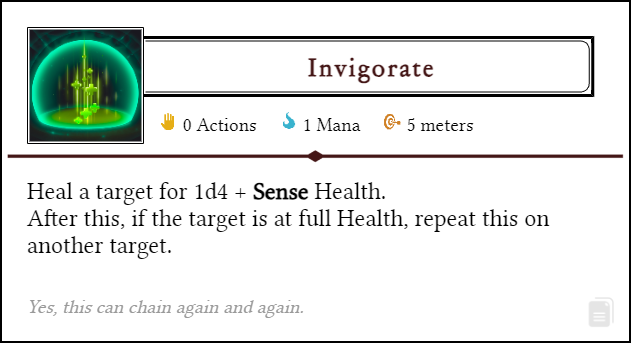 Invigorate
0 Actions 1 Mana 5 meters
Heal a target for 1d4 + Sense Health.
After this, if the target is at full Health, repeat this on
another target.
Yes, this can chain again and again.